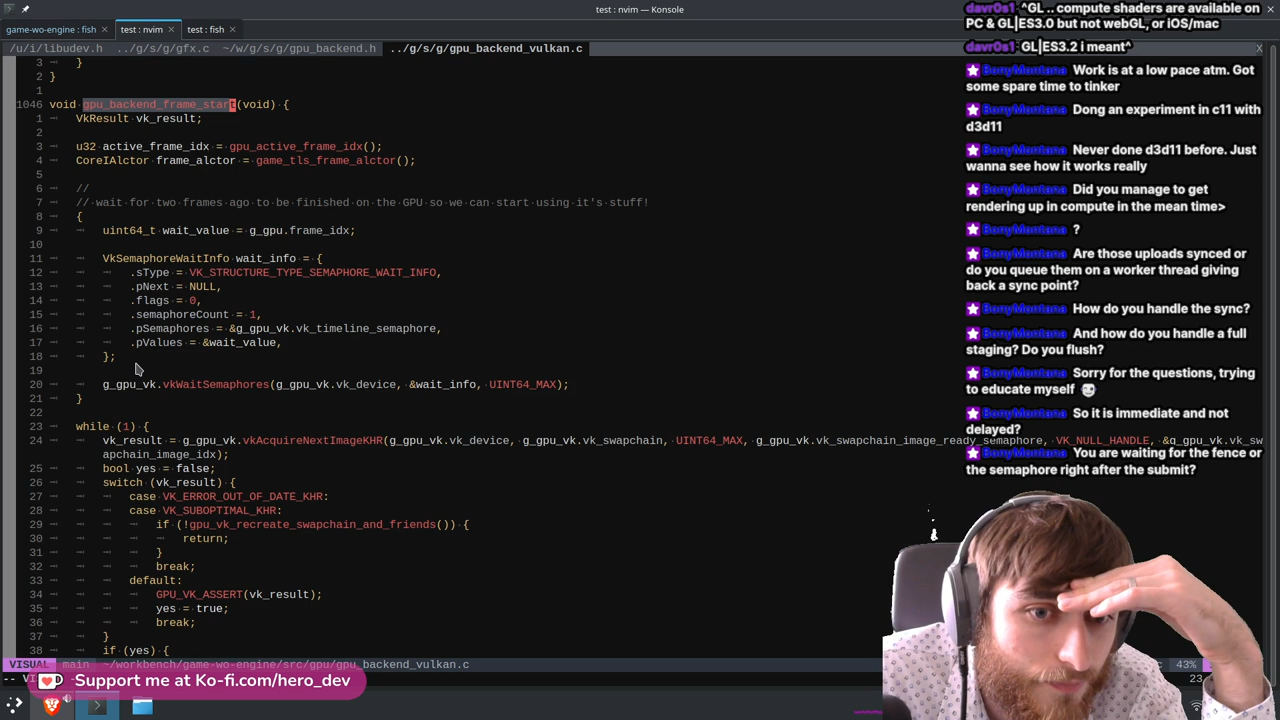 test : nvim — Konsole
game-wo-engine : fish
test : nvim
test : fish
/u/i/libudev.h ../g/s/g/gfx.c ~/w/g/s/g/gpu_backend.h ../g/s/g/gpu_backend_vulkan.c
3 }
2 }
1
1046 void gpu_backend_frame_start(void) {
1 VkResult vk_result;
2
3 u32 active_frame_idx = gpu_active_frame_idx();
4 CoreIAlctor frame_alctor = game_tls_frame_alctor();
5
6 //
7 // wait for two frames ago to be finished on the GPU so we can start using it's stuff!
8 {
9 uint64_t wait_value = g_gpu.frame_idx;
10
11 VkSemaphoreWaitInfo wait_info = {
12 .sType = VK_STRUCTURE_TYPE_SEMAPHORE_WAIT_INFO,
13 .pNext = NULL,
14 .flags = 0,
15 .semaphoreCount = 1,
16 .pSemaphores = &g_gpu_vk.vk_timeline_semaphore,
17 .pValues = &wait_value,
18 };
19
20 g_gpu_vk.vkWaitSemaphores(g_gpu_vk.vk_device, &wait_info, UINT64_MAX);
21 }
22
23 while (1) {
24 vk_result = g_gpu_vk.vkAcquireNextImageKHR(g_gpu_vk.vk_device, g_gpu_vk.vk_swapchain, UINT64_MAX, g_gpu_vk.vk_swapchain_image_ready_semaphore, VK_NULL_HANDLE, &g_gpu_vk.vk_sw
apchain_image_idx);
25 bool yes = false;
26 switch (vk_result) {
27 case VK_ERROR_OUT_OF_DATE_KHR:
28 case VK_SUBOPTIMAL_KHR:
29 if (!gpu_vk_recreate_swapchain_and_friends()) {
30 return;
31 }
32 break;
33 default:
34 GPU_VK_ASSERT(vk_result);
35 yes = true;
36 break;
37 }
38 if (yes) {
VISUAL main ~/workbench/game-wo-engine/src/gpu/gpu_backend_vulkan.c
43%
23
Support me at Ko-fi.com/hero_dev
davr0s1 ^GL .. compute shaders are available on
PC & GL|ES3.0 but not webGL, or iOS/mac
davr0s1 GL|ES3.2 i meant^
BonyMontana Work is at a low pace atm. Got
some spare time to tinker
BonyMontana Dong an experiment in c11 with
d3d11
BonyMontana Never done d3d11 before. Just
wanna see how it works really
BonyMontana Did you manage to get
rendering up in compute in the mean time>
BonyMontana ?
BonyMontana Are those uploads synced or
do you queue them on a worker thread giving
back a sync point?
BonyMontana How do you handle the sync?
BonyMontana And how do you handle a full
staging? Do you flush?
BonyMontana Sorry for the questions, trying
to educate myself
BonyMontana So it is immediate and not
delayed?
BonyMontana You are waiting for the fence or
the semaphore right after the submit?